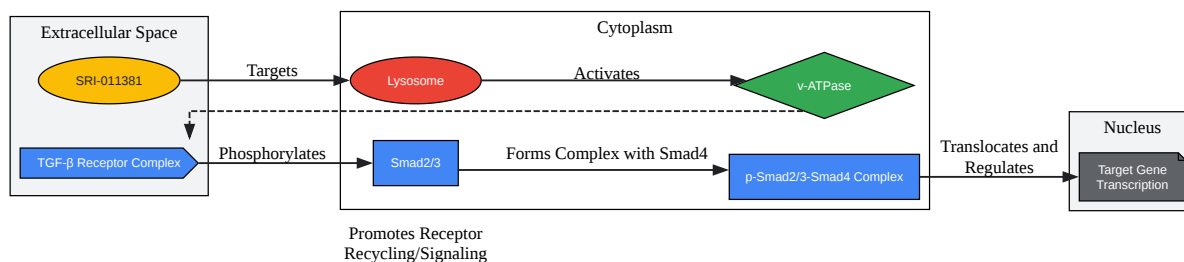 Extracellular Space
Cytoplasm
SRI-011381
Targets
Lysosome
Activates
v-ATPase
Nucleus
TGF-β Receptor Complex
Phosphorylates
Smad2/3
Forms Complex with Smad4
p-Smad2/3-Smad4 Complex
Translocates and
Regulates
Target Gene
Transcription
Promotes Receptor
Recycling/Signaling